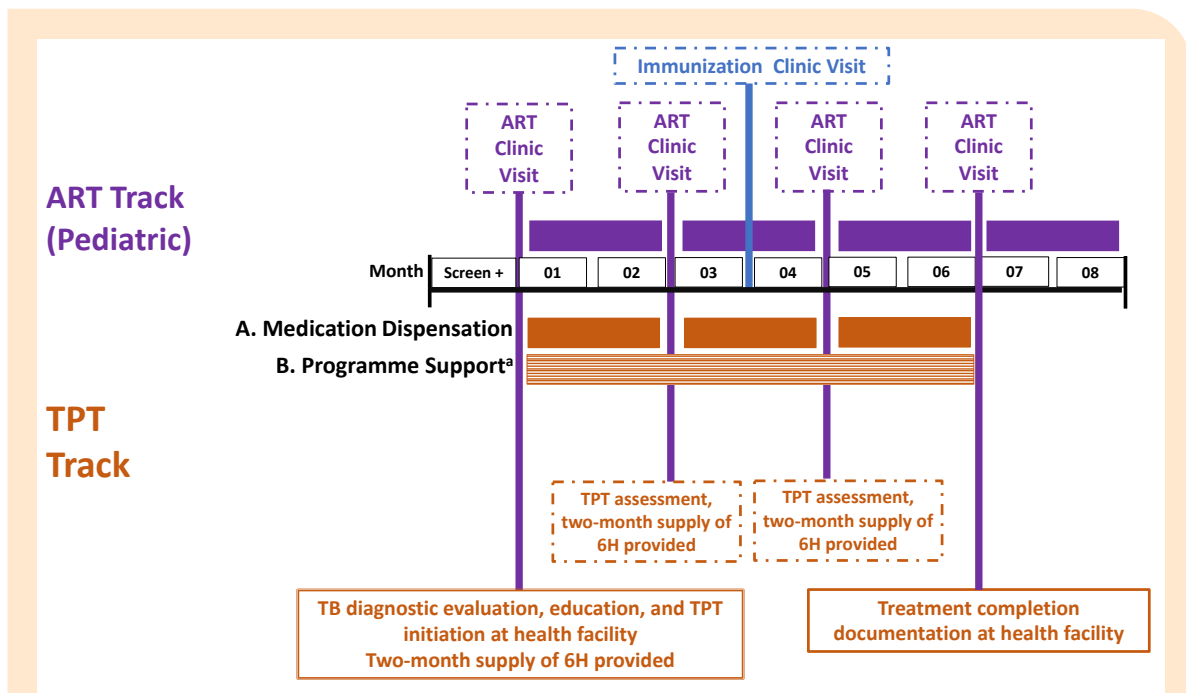 Immunization Clinic Visit
ART
Clinic
Visit
ART
Clinic
Visit
ART
Clinic
Visit
ART
Clinic
Visit
ART Track
(Pediatric)
Month
Screen +
01
02
03
04
05
06
07
08
A. Medication Dispensation
B. Programme Supportᵃ
TPT
Track
TPT assessment,
two-month supply of
6H provided
TPT assessment,
two-month supply of
6H provided
TB diagnostic evaluation, education, and TPT
initiation at health facility
Two-month supply of 6H provided
Treatment completion
documentation at health facility